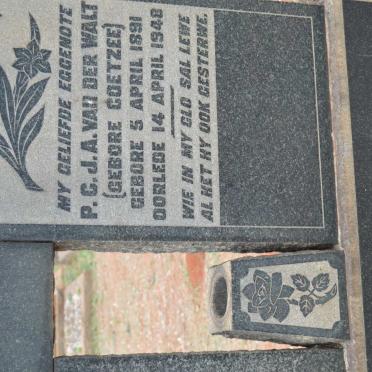 MY GELIEFDE EGGENOTE
P. C. J. A. VAN DER WALT
(GEBORE COETZEE)
GEBORE 5 APRIL 1891
OORLEDE 14 APRIL 1948
WIE IN MY GLO SAL LEWE
AL HET HY OOK GESTERWE.